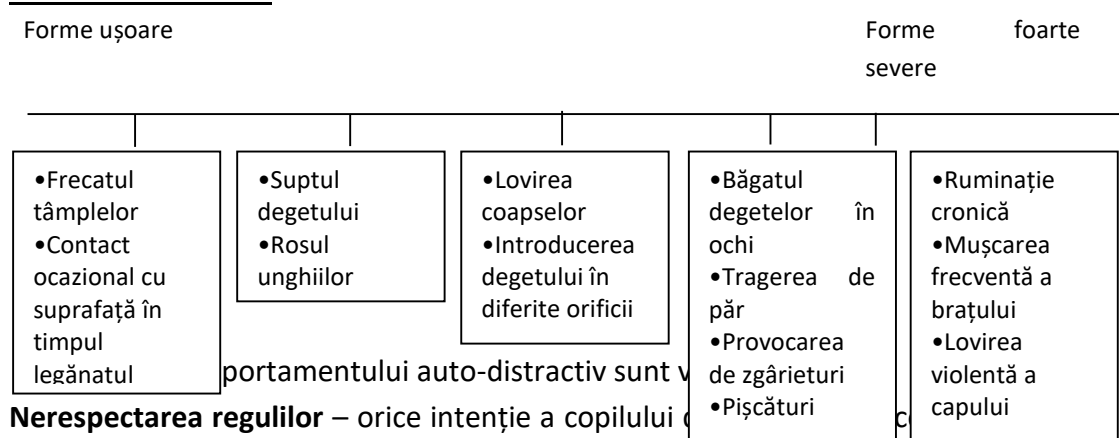 Forme ușoare
Forme foarte
severe
•Frecatul
tâmplelor
•Contact
ocazional cu
suprafață în
timpul
legănatul
•Suptul
degetului
•Rosul
unghiilor
•Lovirea
coapselor
•Introducerea
degetului în
diferite orificii
•Băgatul
degetelor în
ochi
•Tragerea de
păr
•Provocarea
de zgârieturi
•Pișcături
•Ruminație
cronică
•Mușcarea
frecventă a
brațului
•Lovirea
violentă a
capului
portamentului auto-distractiv sunt
Nerespectarea regulilor – orice intenție a copilului